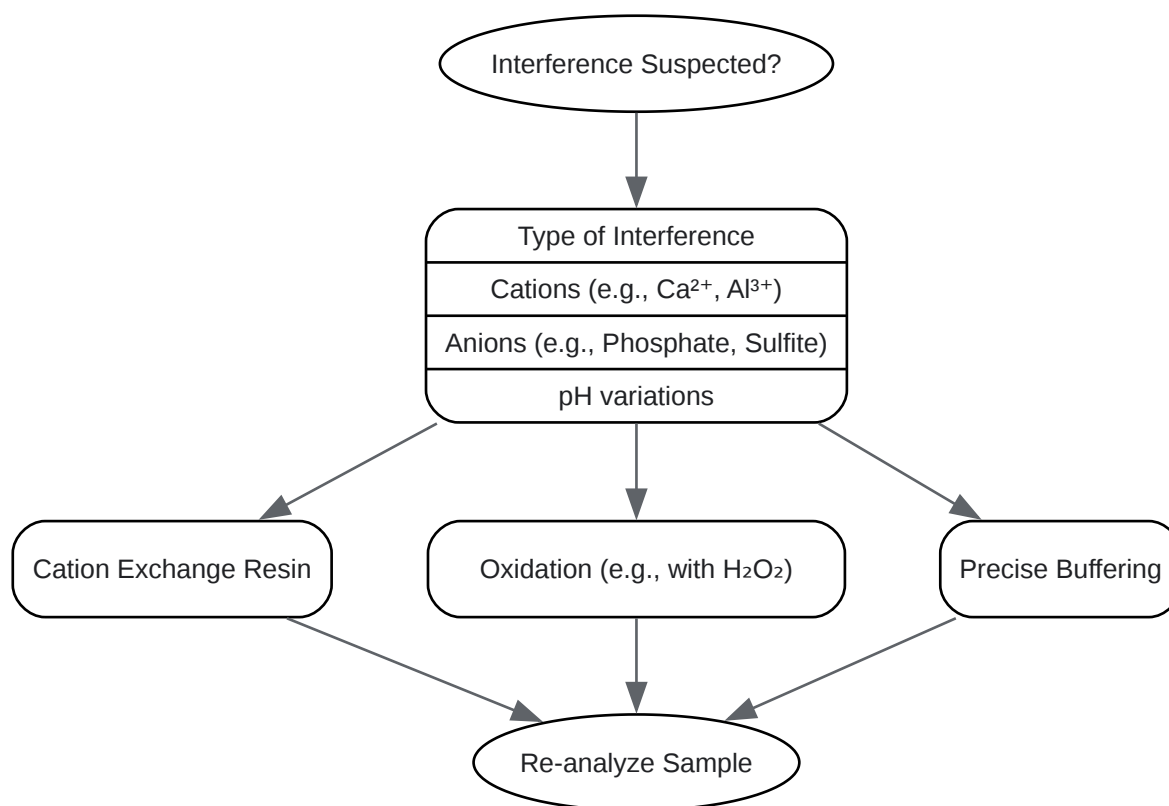 Interference Suspected?
Type of Interference
Cations (e.g., Ca²⁺, Al³⁺)
Anions (e.g., Phosphate, Sulfite)
pH variations
Cation Exchange Resin
Oxidation (e.g., with H₂O₂)
Precise Buffering
Re-analyze Sample